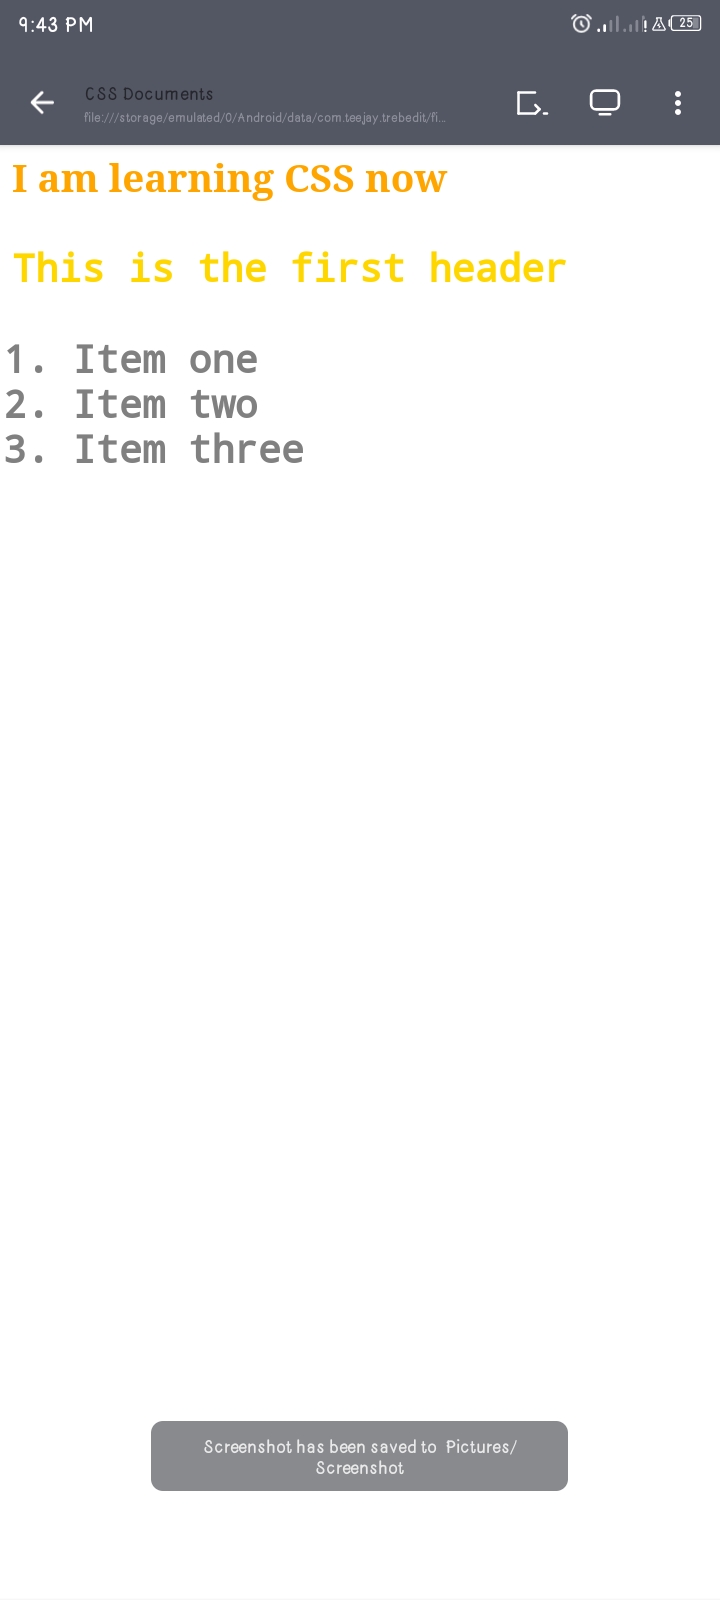 9:43 PM
25
CSS Documents
file:///storage/emulated/0/Android/data/com.teejay.trebedit/fi...
I am learning CSS now
This is the first header
1. Item one
2. Item two
3. Item three
Screenshot has been saved to Pictures/
Screenshot